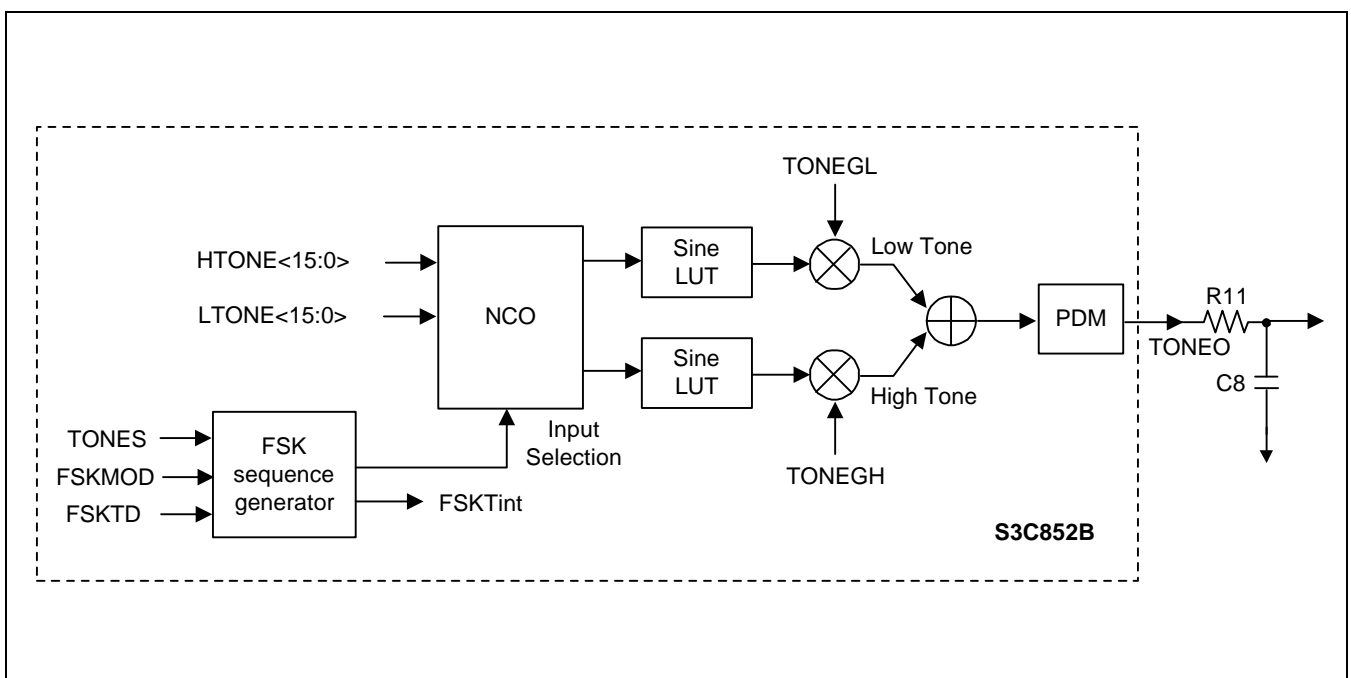 TONEGL
HTONE<15:0>
LTONE<15:0>
NCO
Sine
LUT
Low Tone
Sine
LUT
High Tone
TONEGH
PDM
TONEO
R11
C8
TONES
FSKMOD
FSKTD
FSK
sequence
generator
Input
Selection
FSKTint
S3C852B